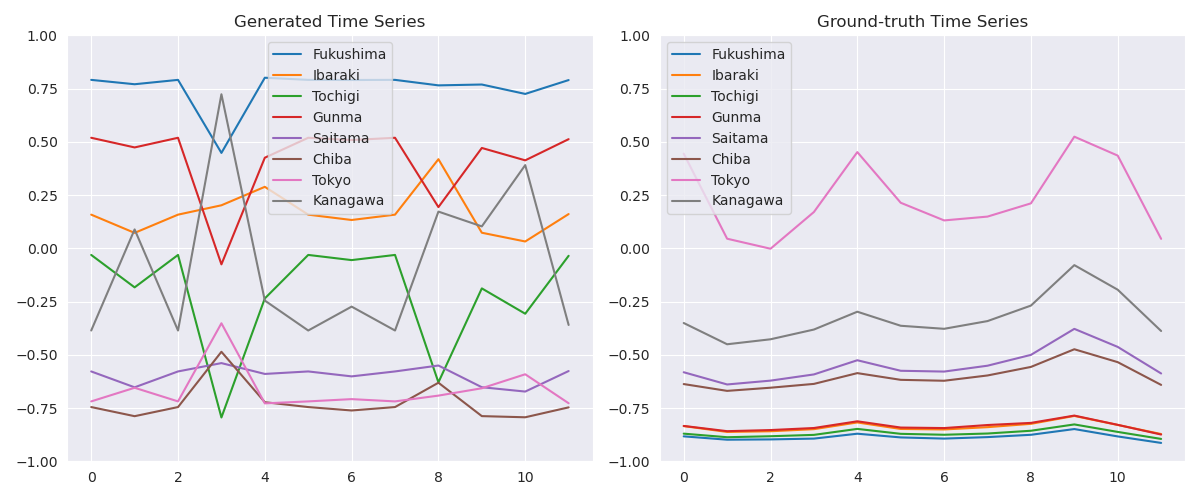 Generated Time Series
1.00
0.75
0.50
0.25
0.00
−0.25
−0.50
−0.75
−1.00
0 2 4 6 8 10
Fukushima
Ibaraki
Tochigi
Gunma
Saitama
Chiba
Tokyo
Kanagawa
Ground-truth Time Series
1.00
0.75
0.50
0.25
0.00
−0.25
−0.50
−0.75
−1.00
0 2 4 6 8 10
Fukushima
Ibaraki
Tochigi
Gunma
Saitama
Chiba
Tokyo
Kanagawa